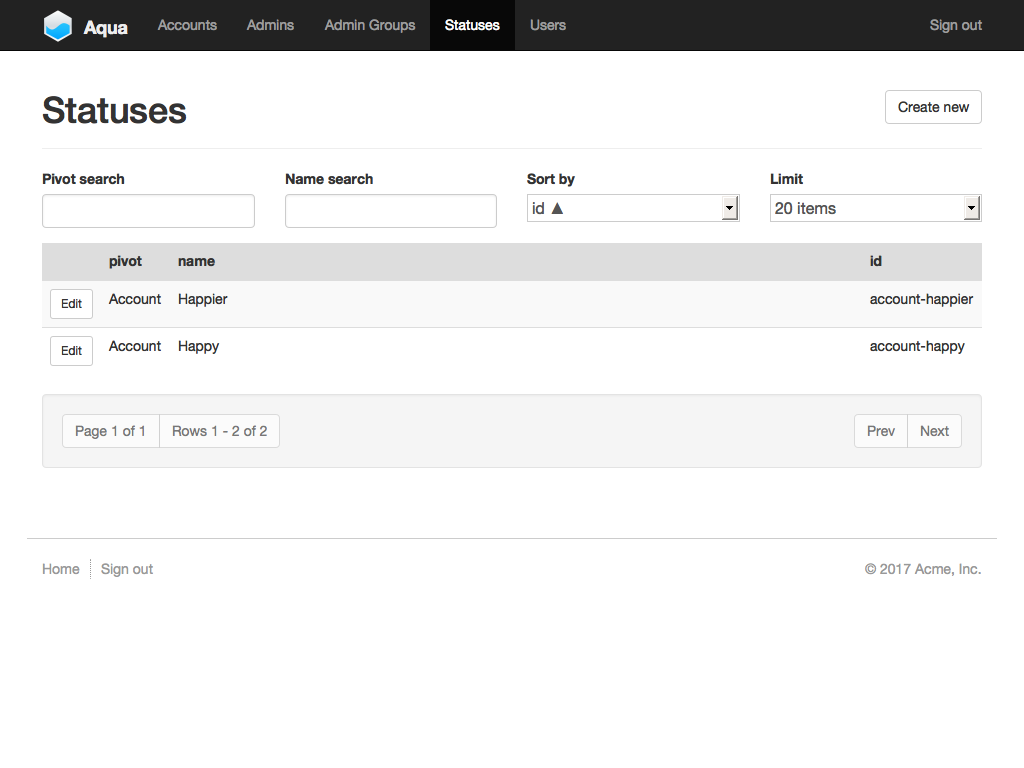 Aqua Accounts Admins Admin Groups Statuses Users Sign out
Statuses Create new
Pivot search Name search Sort by Limit
id ▲ 20 items
pivot name id
Edit Account Happier account-happier
Edit Account Happy account-happy
Page 1 of 1 Rows 1 - 2 of 2 Prev Next
Home Sign out © 2017 Acme, Inc.